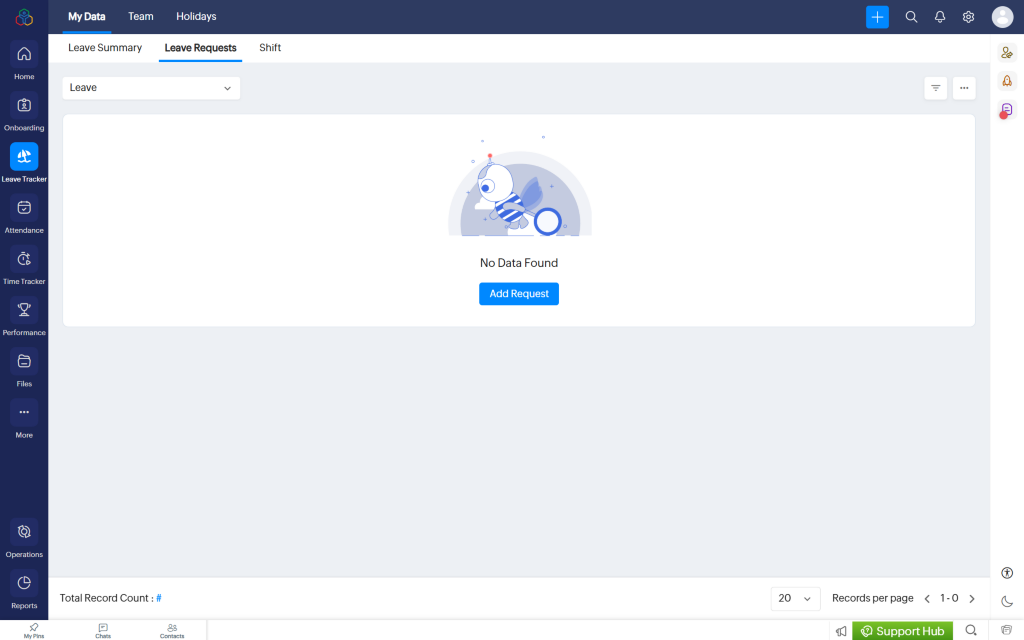 My Data Team Holidays
Leave Summary Leave Requests Shift
Home
Onboarding
Leave Tracker
Attendance
Time Tracker
Performance
Files
More
Operations
Reports
Leave
No Data Found
Add Request
Total Record Count : #
20 Records per page 1 - 0
My Pins Chats Contacts
Support Hub